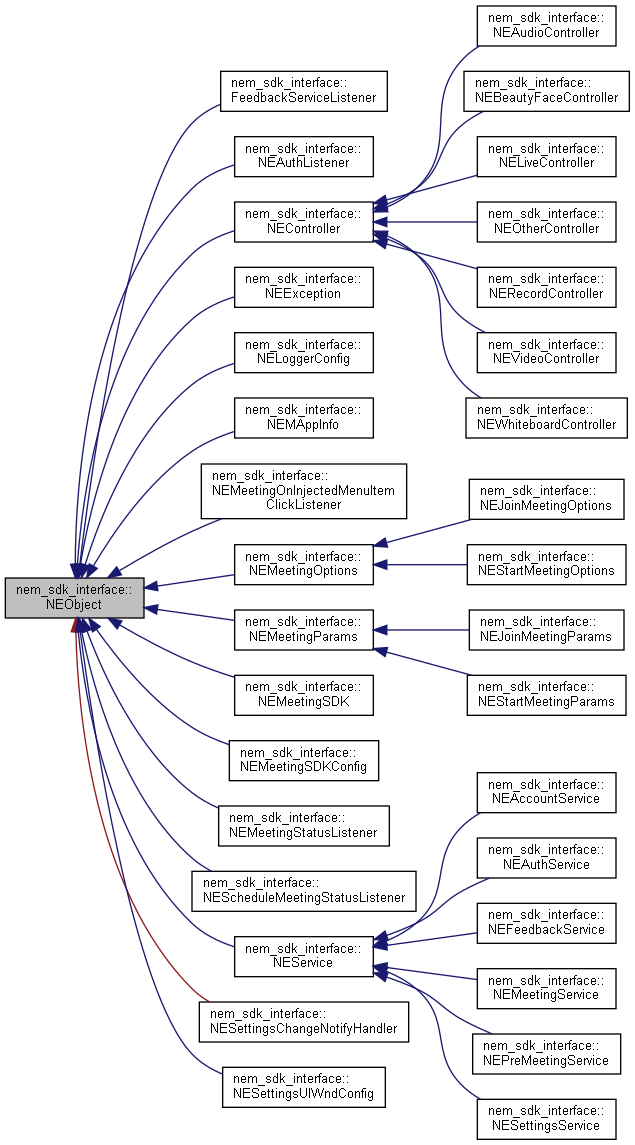 nem_sdk_interface::
NEObject
nem_sdk_interface::
FeedbackServiceListener
nem_sdk_interface::
NEAuthListener
nem_sdk_interface::
NEController
nem_sdk_interface::
NEException
nem_sdk_interface::
NELoggerConfig
nem_sdk_interface::
NEMAppInfo
nem_sdk_interface::
NEMeetingOnInjectedMenuItem
ClickListener
nem_sdk_interface::
NEMeetingOptions
nem_sdk_interface::
NEMeetingParams
nem_sdk_interface::
NEMeetingSDK
nem_sdk_interface::
NEMeetingSDKConfig
nem_sdk_interface::
NEMeetingStatusListener
nem_sdk_interface::
NEScheduleMeetingStatusListener
nem_sdk_interface::
NEService
nem_sdk_interface::
NESettingsChangeNotifyHandler
nem_sdk_interface::
NESettingsUIWndConfig
nem_sdk_interface::
NEAudioController
nem_sdk_interface::
NEBeautyFaceController
nem_sdk_interface::
NELiveController
nem_sdk_interface::
NEOtherController
nem_sdk_interface::
NERecordController
nem_sdk_interface::
NEVideoController
nem_sdk_interface::
NEWhiteboardController
nem_sdk_interface::
NEJoinMeetingOptions
nem_sdk_interface::
NEStartMeetingOptions
nem_sdk_interface::
NEJoinMeetingParams
nem_sdk_interface::
NEStartMeetingParams
nem_sdk_interface::
NEAccountService
nem_sdk_interface::
NEAuthService
nem_sdk_interface::
NEFeedbackService
nem_sdk_interface::
NEMeetingService
nem_sdk_interface::
NEPreMeetingService
nem_sdk_interface::
NESettingsService